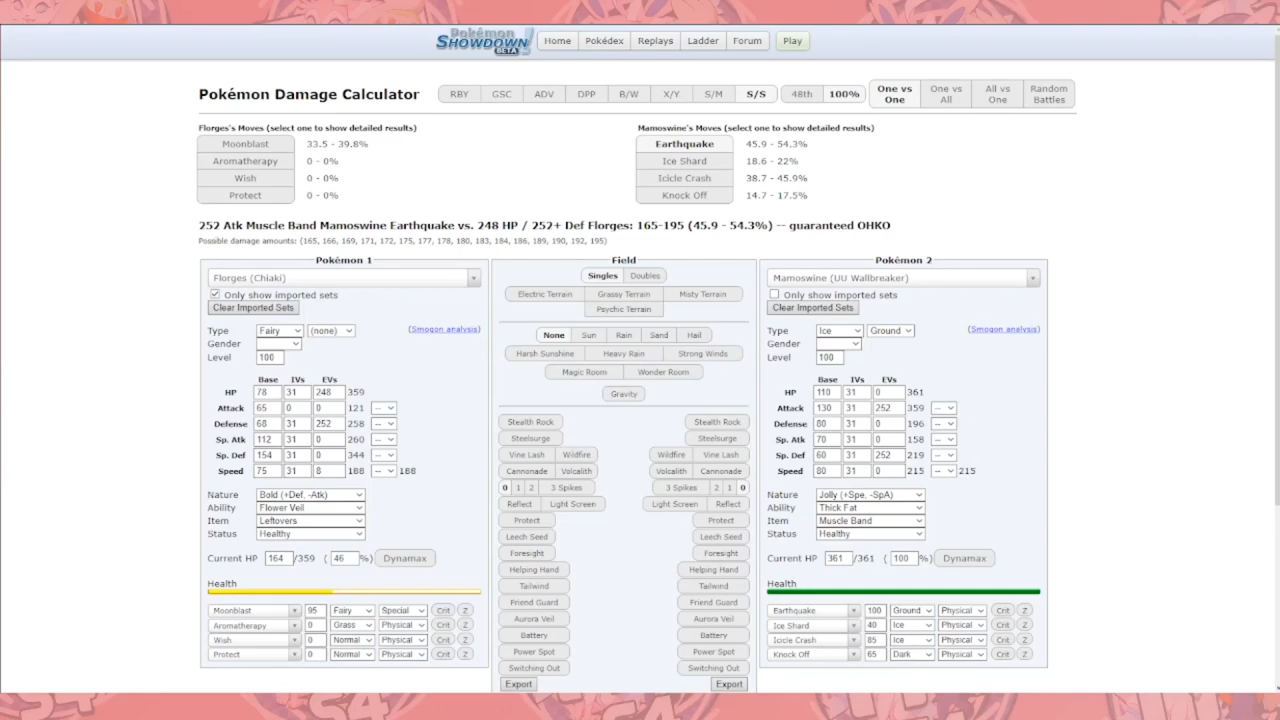 Pokémon
SHOWDOWN
BETA
Home Pokédex Replays Ladder Forum Play
Pokémon Damage Calculator
RBY GSC ADV DPP B/W X/Y S/M S/S 48th 100%
One vs One
One vs All
All vs One
Random Battles
Florges's Moves (select one to show detailed results)
Moonblast 33.5 - 39.8%
Aromatherapy 0 - 0%
Wish 0 - 0%
Protect 0 - 0%
Mamoswine's Moves (select one to show detailed results)
Earthquake 45.9 - 54.3%
Ice Shard 18.6 - 22%
Icicle Crash 38.7 - 45.9%
Knock Off 14.7 - 17.5%
252 Atk Muscle Band Mamoswine Earthquake vs. 248 HP / 252+ Def Florges: 165-195 (45.9 - 54.3%) -- guaranteed OHKO
Possible damage amounts: (165, 166, 169, 171, 172, 175, 177, 178, 180, 183, 184, 186, 189, 190, 192, 195)
Pokémon 1
Florges (Chiaki)
Only show imported sets
Clear Imported Sets
Type Fairy (none) (Smogon analysis)
Gender
Level 100
Base IVs EVs
HP 78 31 248 359
Attack 65 0 0 121 --
Defense 68 31 252 258 --
Sp. Atk 112 31 0 260 --
Sp. Def 154 31 0 344 --
Speed 75 31 8 188 -- 188
Nature Bold (+Def, -Atk)
Ability Flower Veil
Item Leftovers
Status Healthy
Current HP 164 /359 ( 46 %) Dynamax
Health
Moonblast 95 Fairy Special Crit Z
Aromatherapy 0 Grass Physical Crit Z
Wish 0 Normal Physical Crit Z
Protect 0 Normal Physical Crit Z
Field
Singles Doubles
Electric Terrain Grassy Terrain Misty Terrain
Psychic Terrain
None Sun Rain Sand Hail
Harsh Sunshine Heavy Rain Strong Winds
Magic Room Wonder Room
Gravity
Stealth Rock Stealth Rock
Steelsurge Steelsurge
Vine Lash Wildfire Wildfire Vine Lash
Cannonade Volcalith Volcalith Cannonade
0 1 2 3 Spikes 3 Spikes 2 1 0
Reflect Light Screen Light Screen Reflect
Protect Protect
Leech Seed Leech Seed
Foresight Foresight
Helping Hand Helping Hand
Tailwind Tailwind
Friend Guard Friend Guard
Aurora Veil Aurora Veil
Battery Battery
Power Spot Power Spot
Switching Out Switching Out
Export Export
Pokémon 2
Mamoswine (UU Wallbreaker)
Only show imported sets
Clear Imported Sets
Type Ice Ground (Smogon analysis)
Gender
Level 100
Base IVs EVs
HP 110 31 0 361
Attack 130 31 252 359 --
Defense 80 31 0 196 --
Sp. Atk 70 31 0 158 --
Sp. Def 60 31 252 219 --
Speed 80 31 0 215 -- 215
Nature Jolly (+Spe, -SpA)
Ability Thick Fat
Item Muscle Band
Status Healthy
Current HP 361 /361 ( 100 %) Dynamax
Health
Earthquake 100 Ground Physical Crit Z
Ice Shard 40 Ice Physical Crit Z
Icicle Crash 85 Ice Physical Crit Z
Knock Off 65 Dark Physical Crit Z